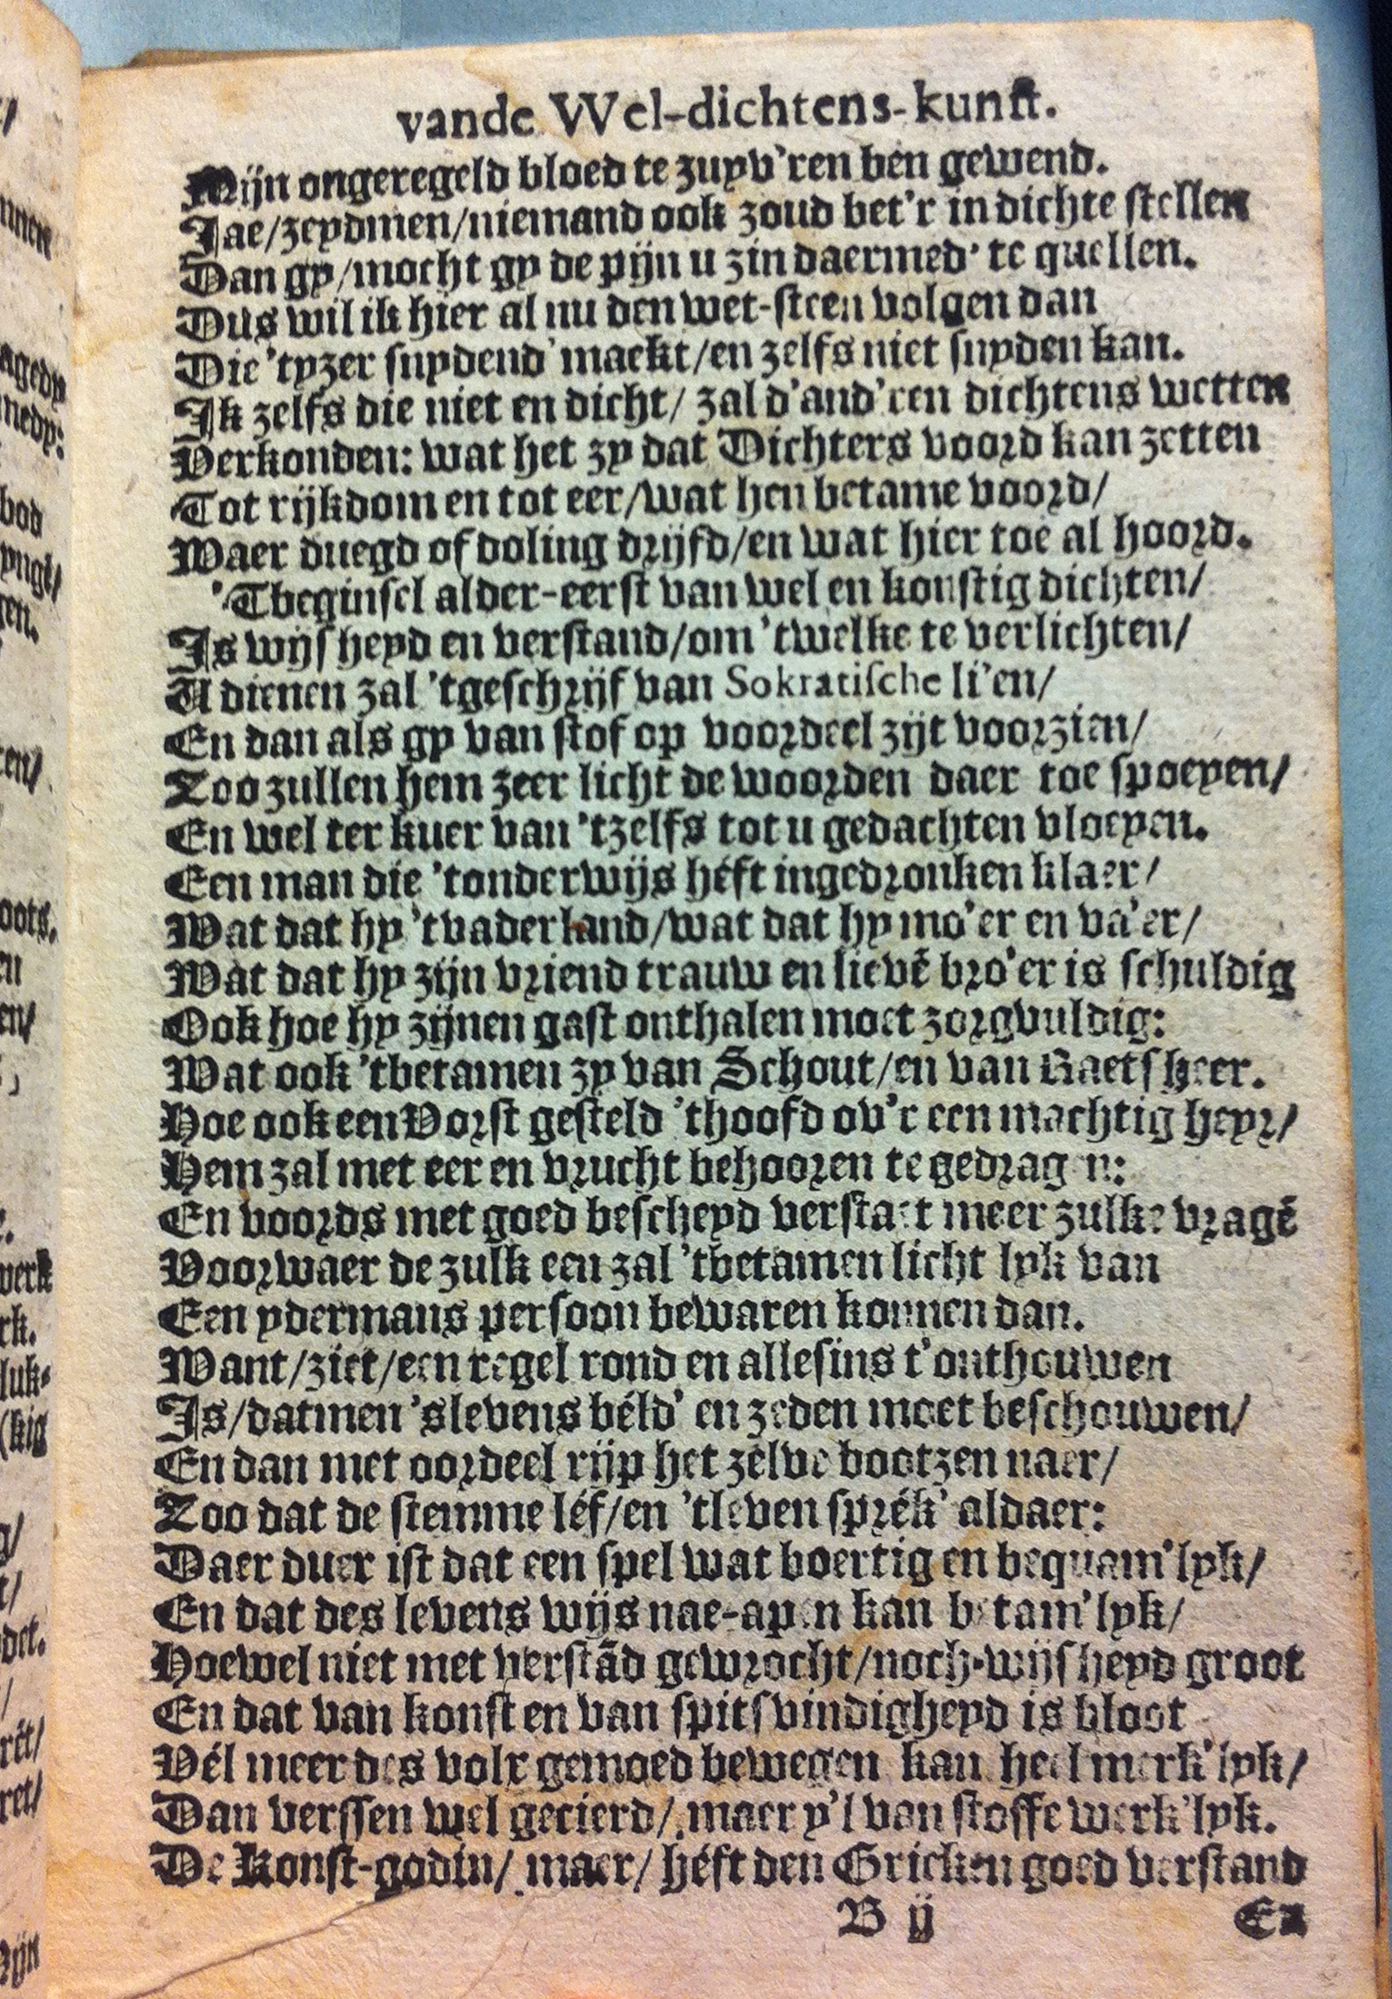 vande Wel-dichtens-kunst.
Mijn ongeregeld bloed te zuyv'ren ben gewend.
Jae/zeydmen/niemand ook zoud bet'r in dichte stellen
Dan gy/mocht gy de pijn u zin daermed' te quellen.
Dus wil ik hier al nu den wet-steen volgen dan
Die 'tyzer snydend' maekt/en zelfs niet snyden kan.
Ik zelfs die niet en dicht/ zal d'and'ren dichtens wetten
Verkonden: wat het zy dat Dichters voord kan zetten
Tot rijkdom en tot eer/wat hen betame voord/
Waer duegd of doling drijfd/en wat hier toe al hoord.
'Tbeginsel alder-eerst van wel en konstig dichten/
Is wijsheyd en verstand/om 'twelke te verlichten/
U dienen zal 'tgeschrijf van Sokratische li'en/
En dan als gy van stof op voordeel zijt voorzien/
Zoo zullen hem zeer licht de woorden daer toe spoeyen/
En wel ter kuer van 'tzelfs tot u gedachten vloeyen.
Een man die 'tonderwijs héft ingedronken klaer/
Wat dat hy 'tvaderland/wat dat hy mo'er en va'er/
Wat dat hy zijn vriend trauw en lievē bro'er is schuldig
Ook hoe hy zijnen gast onthalen moet zorgvuldig:
Wat ook 'tbetamen zy van Schout/en van Raetsheer.
Hoe ook een Vorst gesteld 'thoofd ov'r een machtig heyr/
Hem zal met eer en vrucht behooren te gedragen:
En voords met goed bescheyd verstaet meer zulke vragē
Voorwaer de zulk een zal 'tbetamen licht lyk van
Een ydermans persoon bewaren konnen dan.
Want/ziet/een regel rond en allesins t'onthouwen
Is/datmen 'slevens béld' en zeden moet beschouwen/
En dan met oordeel rijp het zelve bootzen naer/
Zoo dat de stemme léf/en 'tleven sprék' aldaer:
Daer duer ist dat een spel wat boertig en bequam'lyk/
En dat des levens wijs nae-apen kan betam'lyk/
Hoewel niet met verstād gewrocht/noch wijsheyd groot
En dat van konst en van spitsvindigheyd is bloot
Vél meer des volx gemoed bewegen kan heel merk'lyk/
Dan verssen wel gecierd/ maer y'l van stoffe werk'lyk.
De Konst-godin/ maer/ héft den Grieken goed verstand
B ij
En